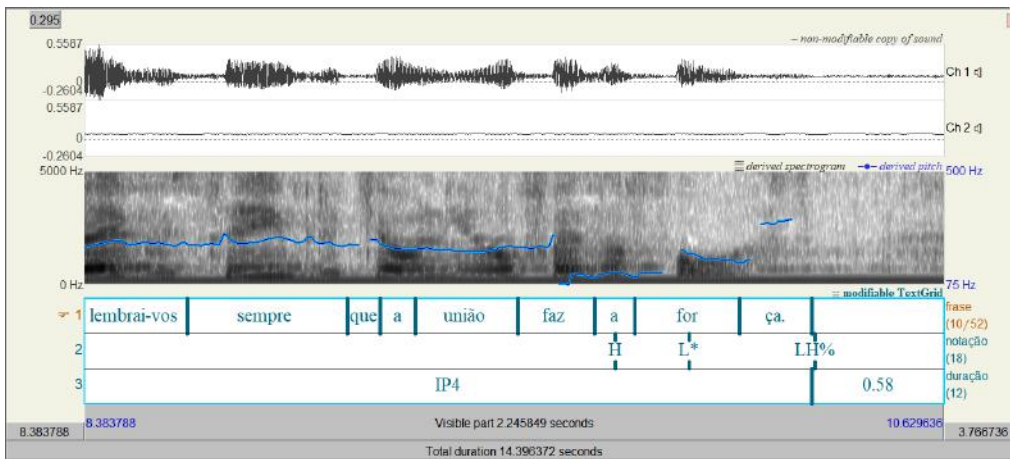 0.295
0.5587
– non-modifiable copy of sound
0
Ch 1
-0.2604
0.5587
0
Ch 2
-0.2604
5000 Hz
derived spectrogram
derived pitch
500 Hz
0 Hz
75 Hz
modifiable TextGrid
1
lembrai-vos
sempre
que
a
união
faz
a
for
ça.
frase
(10/52)
2
H
L*
LH%
notação
(18)
3
IP4
0.58
duração
(12)
8.383788
Visible part 2.245849 seconds
10.629636
8.383788
3.766736
Total duration 14.396372 seconds